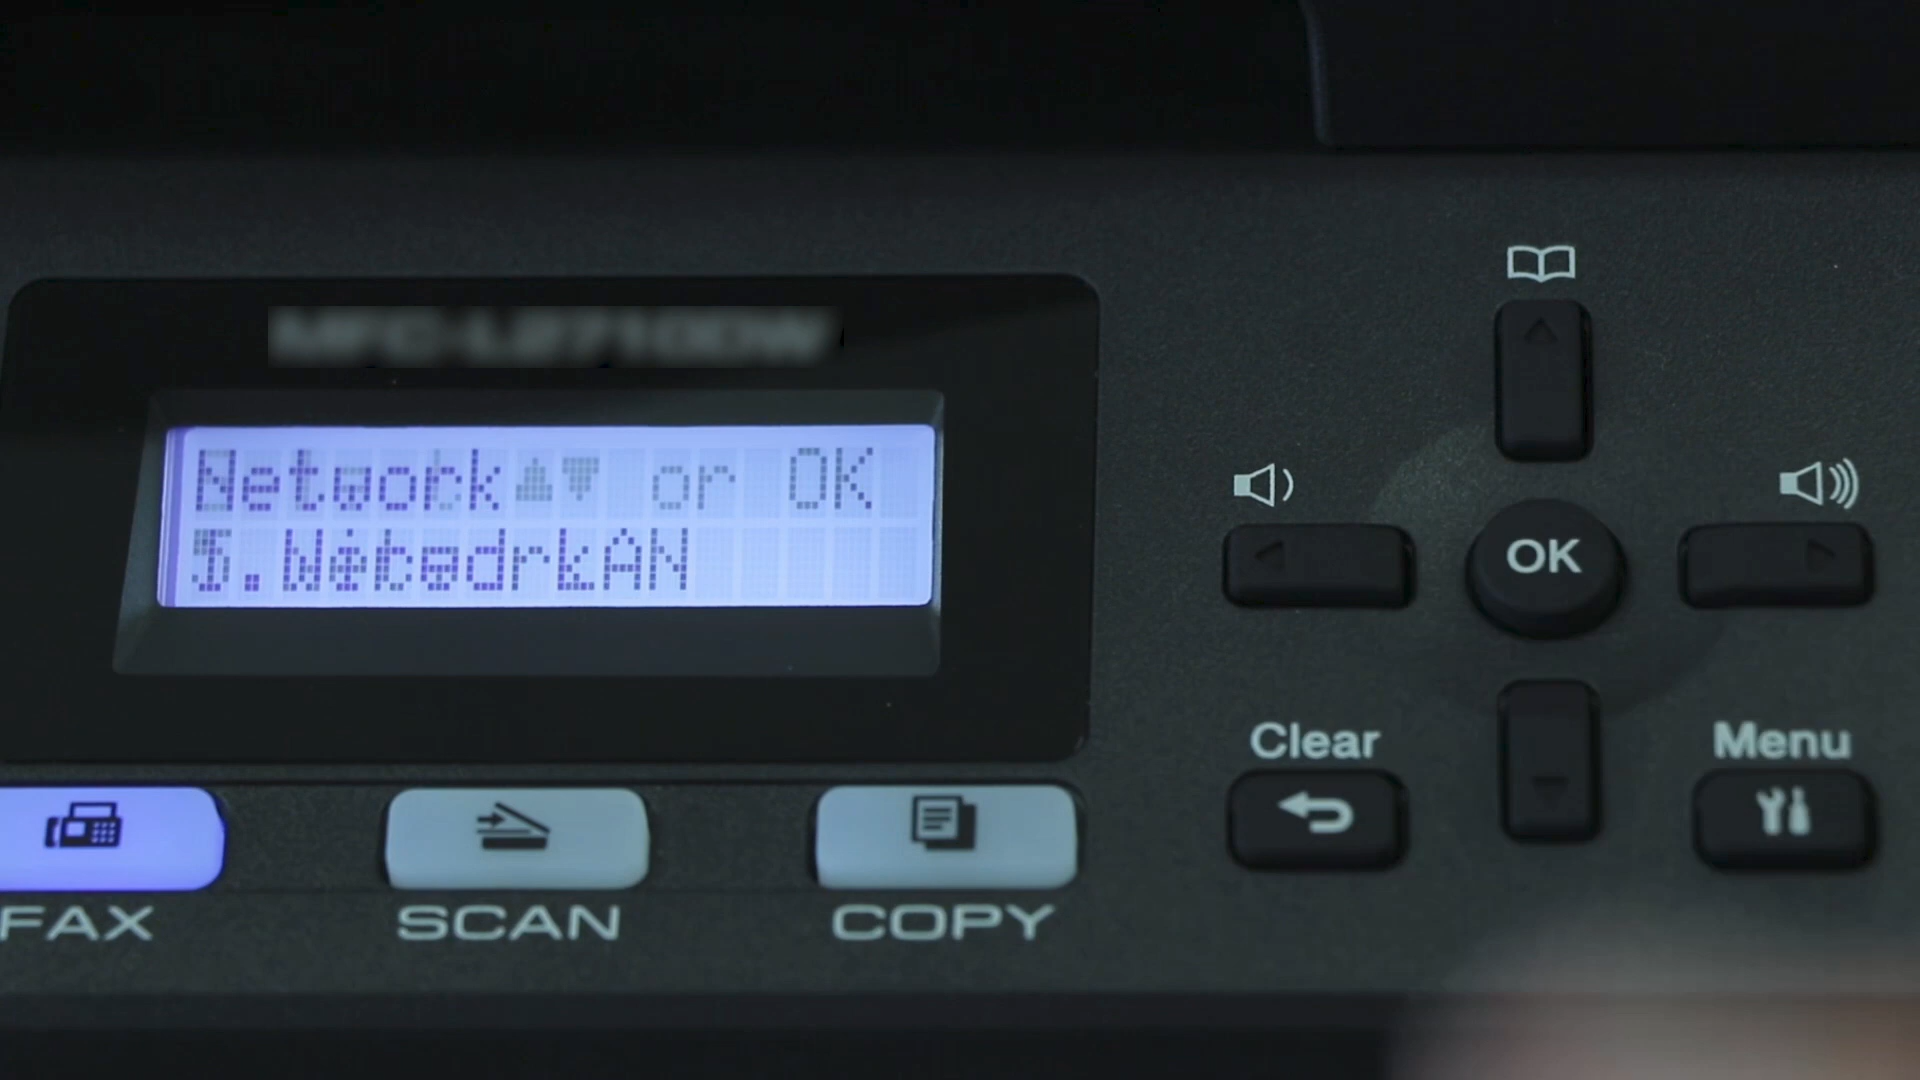 Network ▲▼ or OK
OK
Clear
Menu
FAX
SCAN
COPY